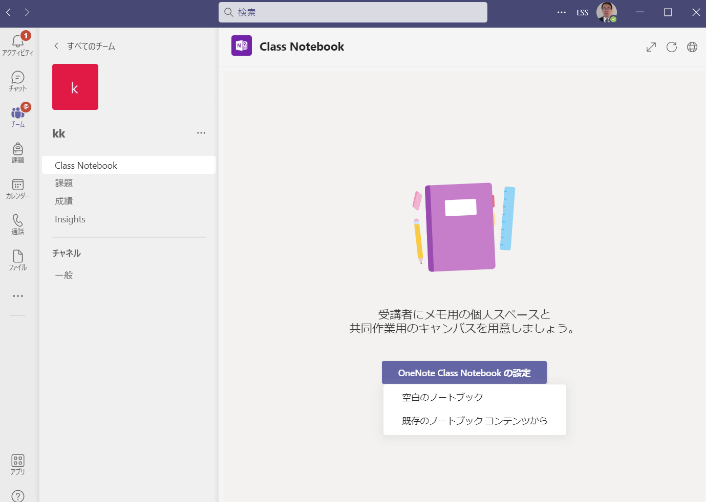 検索
LSS
1
アクティビティ
チャット
チーム
課題
カレンダー
通話
ファイル
アプリ
すべてのチーム
k
kk
Class Notebook
課題
成績
Insights
チャネル
一般
Class Notebook
受講者にメモ用の個人スペースと
共同作業用のキャンバスを用意しましょう。
OneNote Class Notebook の設定
空白のノートブック
既存のノートブック コンテンツから